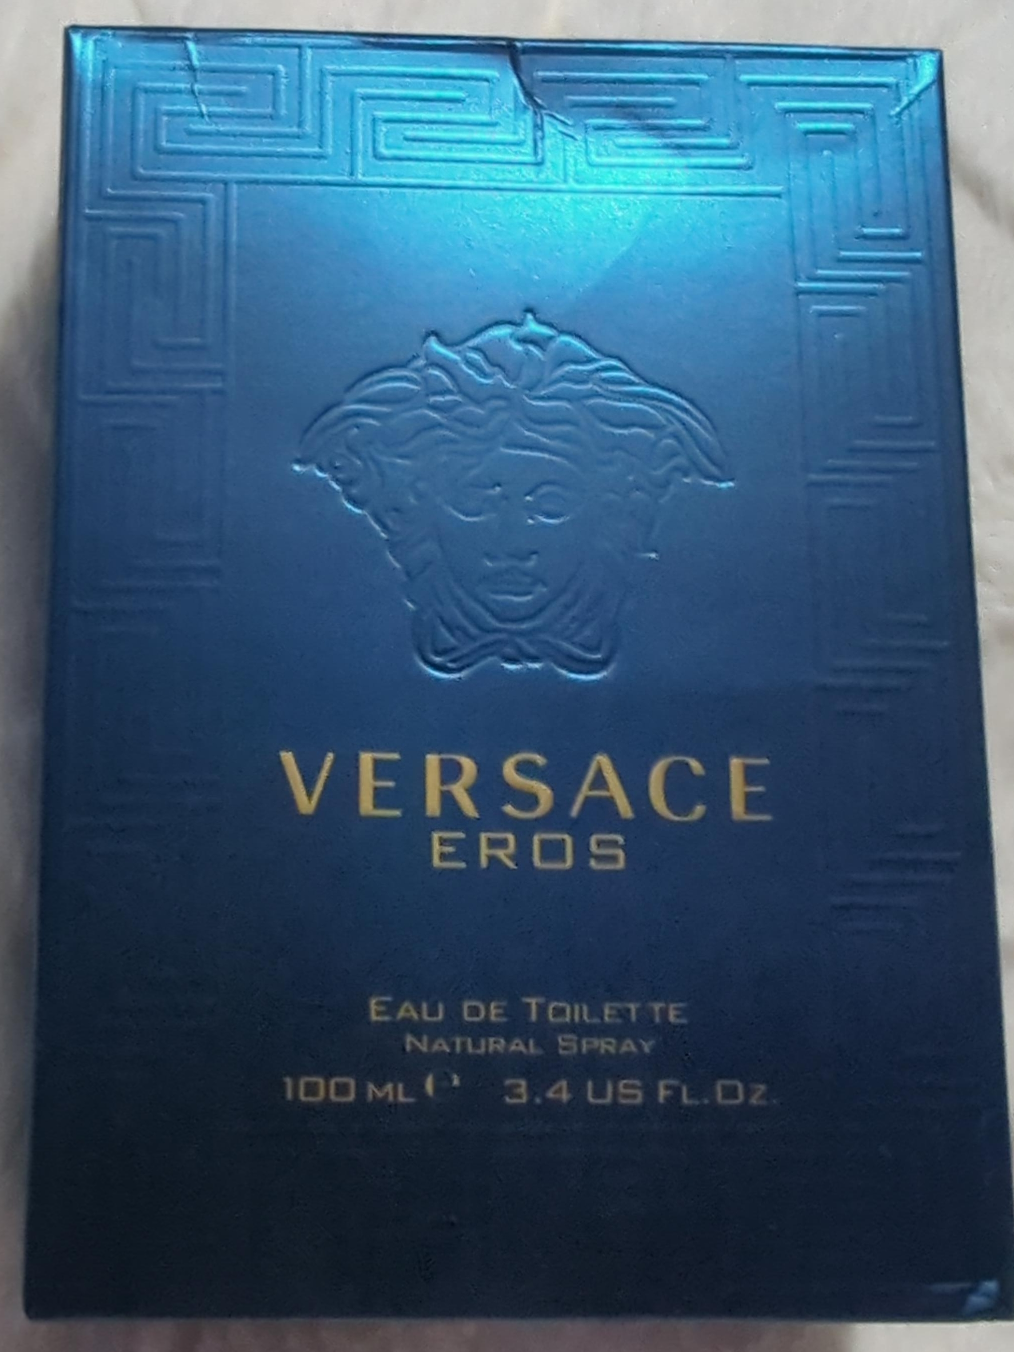 VERSACE
EROS
EAU DE TOILETTE
NATURAL SPRAY
100 ML ℮ 3.4 US FL.OZ.